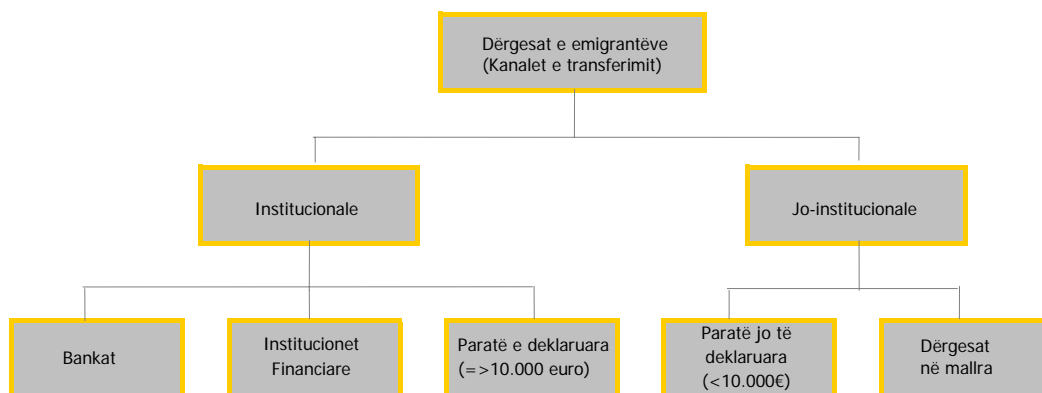 Dërgesat e emigrantëve
(Kanalet e transferimit)
Institucionale
Jo-institucionale
Bankat
Institucionet
Financiare
Paratë e deklaruara
(=>10.000 euro)
Paratë jo të
deklaruara
(<10.000€)
Dërgesat
në mallra